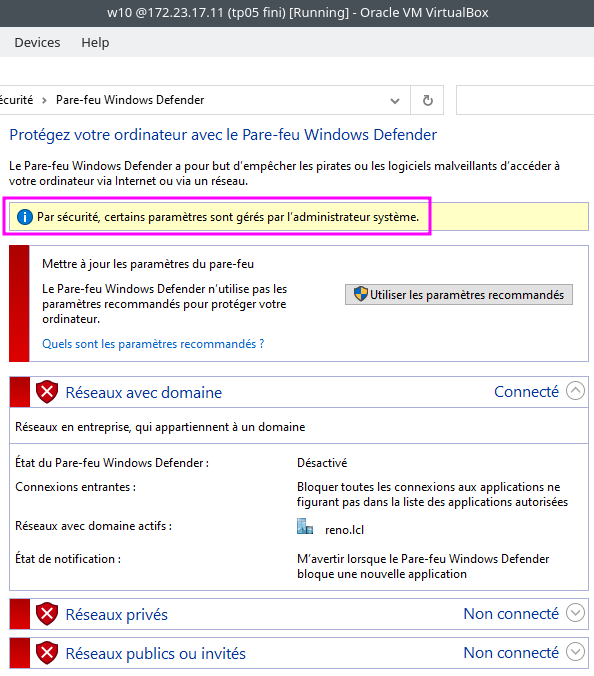 w10 @172.23.17.11 (tp05 fini) [Running] - Oracle VM VirtualBox
Devices Help
écurité › Pare-feu Windows Defender
Protégez votre ordinateur avec le Pare-feu Windows Defender
Le Pare-feu Windows Defender a pour but d’empêcher les pirates ou les logiciels malveillants d’accéder à
votre ordinateur via Internet ou via un réseau.
Par sécurité, certains paramètres sont gérés par l’administrateur système.
Mettre à jour les paramètres du pare-feu
Le Pare-feu Windows Defender n’utilise pas les
paramètres recommandés pour protéger votre
ordinateur.
Utiliser les paramètres recommandés
Quels sont les paramètres recommandés ?
Réseaux avec domaine Connecté
Réseaux en entreprise, qui appartiennent à un domaine
État du Pare-feu Windows Defender : Désactivé
Connexions entrantes : Bloquer toutes les connexions aux applications ne
figurant pas dans la liste des applications autorisées
Réseaux avec domaine actifs : reno.lcl
État de notification : M’avertir lorsque le Pare-feu Windows Defender
bloque une nouvelle application
Réseaux privés Non connecté
Réseaux publics ou invités Non connecté